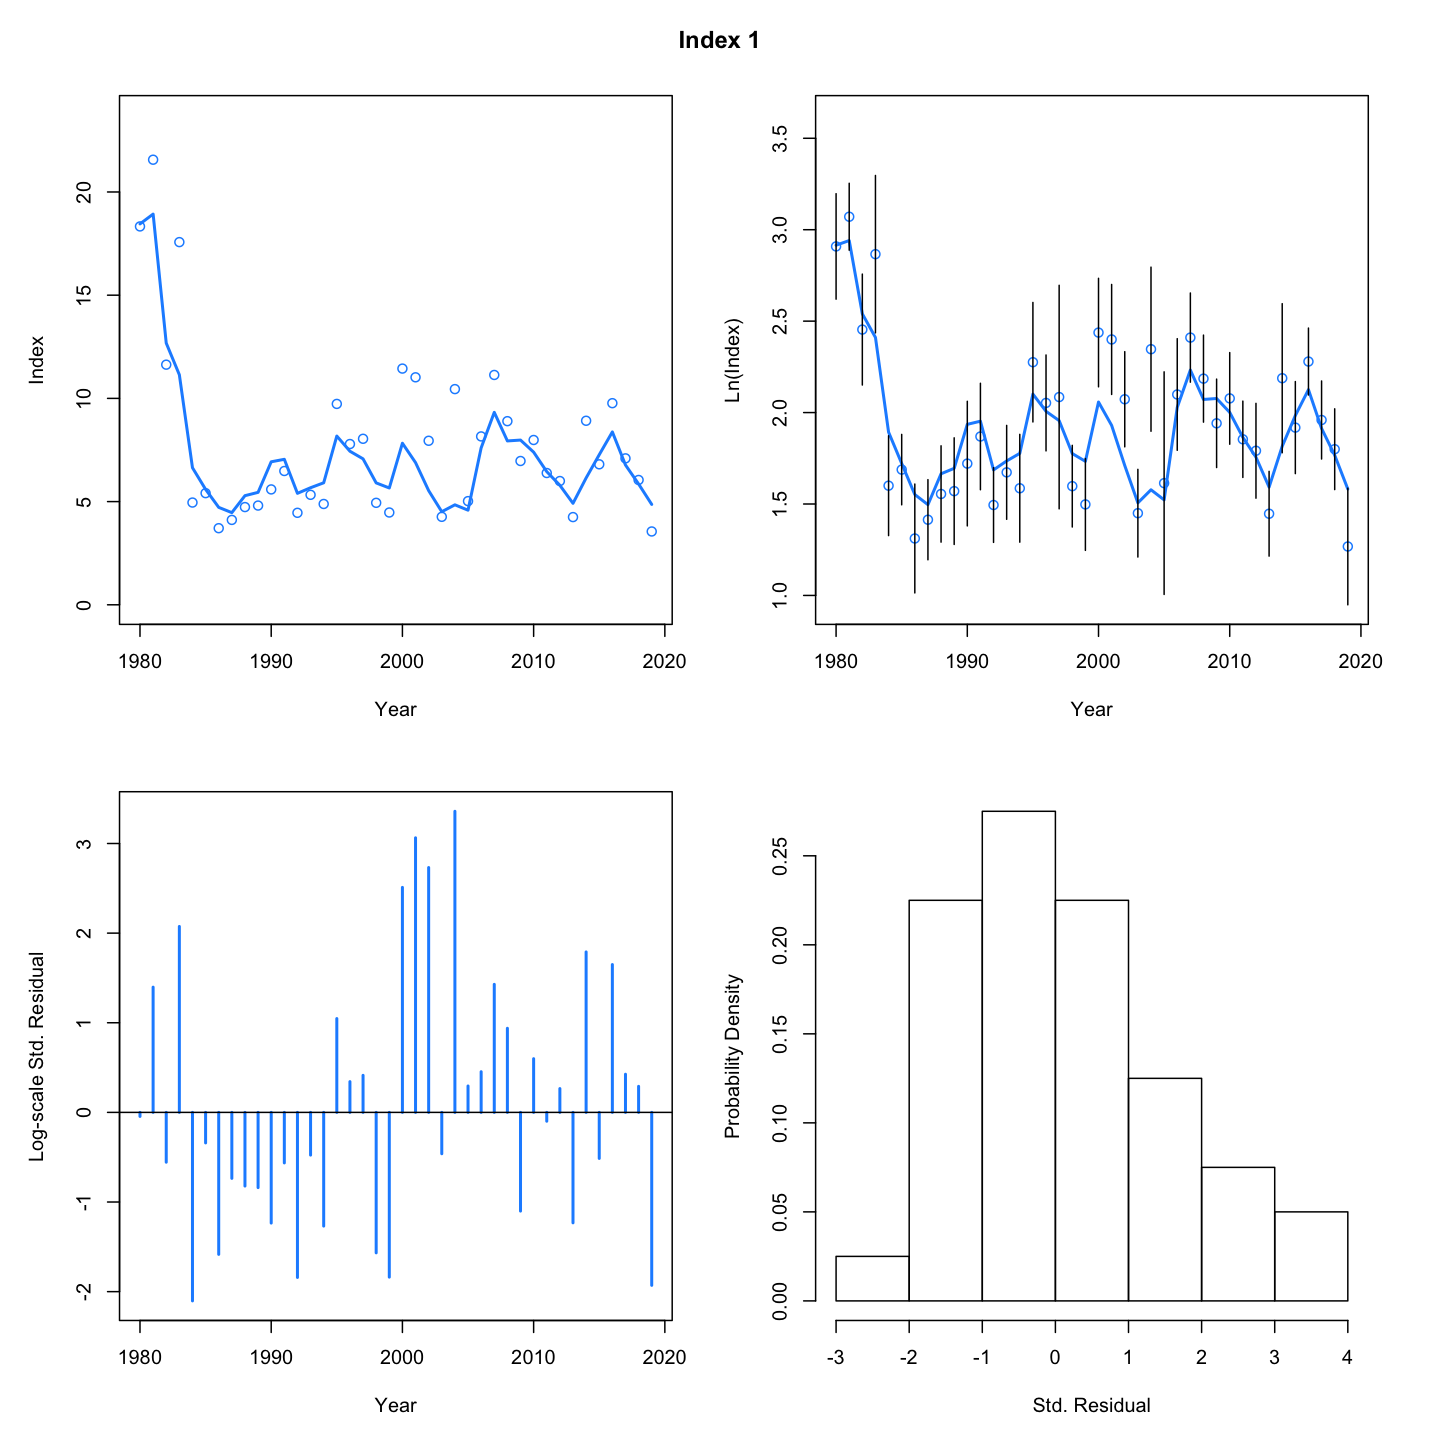 Index 1
Index
20
15
10
5
0
1980 1990 2000 2010 2020
Year
Ln(Index)
3.5
3.0
2.5
2.0
1.5
1.0
1980 1990 2000 2010 2020
Year
Log-scale Std. Residual
3
2
1
0
-1
-2
1980 1990 2000 2010 2020
Year
Probability Density
0.25
0.20
0.15
0.10
0.05
0.00
-3 -2 -1 0 1 2 3 4
Std. Residual